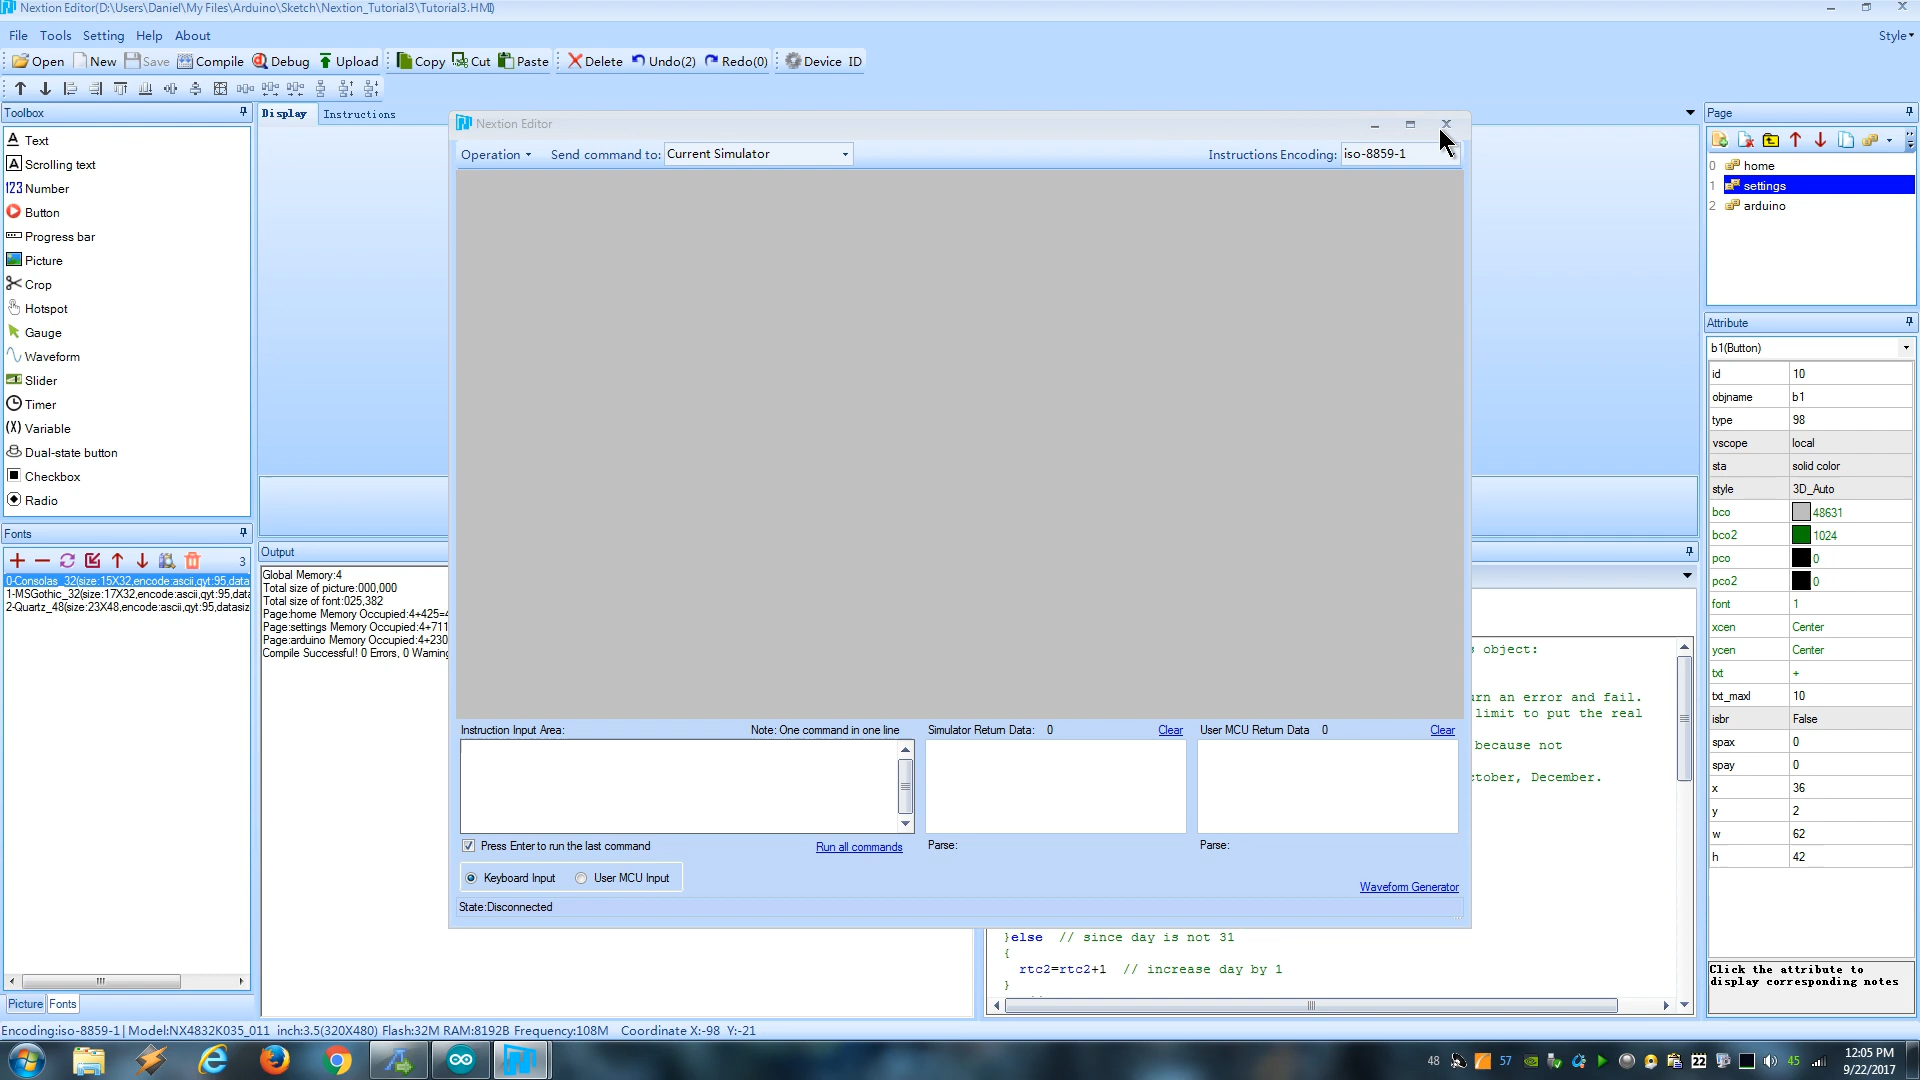 Nextion Editor(D:\Users\Daniel\My Files\Arduino\Sketch\Nextion_Tutorial3\Tutorial3.HMI)
File Tools Setting Help About
Style
Open New Save Compile Debug Upload Copy Cut Paste Delete Undo(2) Redo(0) Device ID
Toolbox
Text
Scrolling text
123 Number
Button
Progress bar
Picture
Crop
Hotspot
Gauge
Waveform
Slider
Timer
(X) Variable
Dual-state button
Checkbox
Radio
Fonts
3
0-Consolas_32(size:15X32,encode:ascii,qyt:95,data
1-MSGothic_32(size:17X32,encode:ascii,qyt:95,data
2-Quartz_48(size:23X48,encode:ascii,qyt:95,datasiz
Picture Fonts
Display Instructions
Output
Global Memory:4
Total size of picture:000,000
Total size of font:025,382
Page:home Memory Occupied:4+425=4
Page:settings Memory Occupied:4+711
Page:arduino Memory Occupied:4+230
Compile Successful! 0 Errors, 0 Warning
Nextion Editor
Operation Send command to: Current Simulator Instructions Encoding: iso-8859-1
Instruction Input Area: Note: One command in one line Simulator Return Data: 0 Clear User MCU Return Data 0 Clear
Press Enter to run the last command Run all commands Parse: Parse:
Keyboard Input User MCU Input
Waveform Generator
State:Disconnected
object:
urn an error and fail.
limit to put the real
because not
ctober, December.
}else // since day is not 31
{
rtc2=rtc2+1 // increase day by 1
}
Page
0 home
1 settings
2 arduino
Attribute
b1(Button)
id 10
objname b1
type 98
vscope local
sta solid color
style 3D_Auto
bco 48631
bco2 1024
pco 0
pco2 0
font 1
xcen Center
ycen Center
txt +
txt_maxl 10
isbr False
spax 0
spay 0
x 36
y 2
w 62
h 42
Click the attribute to
display corresponding notes
Encoding:iso-8859-1| Model:NX4832K035_011 inch:3.5(320X480) Flash:32M RAM:8192B Frequency:108M Coordinate X:-98 Y:-21
48 57 22 45
12:05 PM
9/22/2017